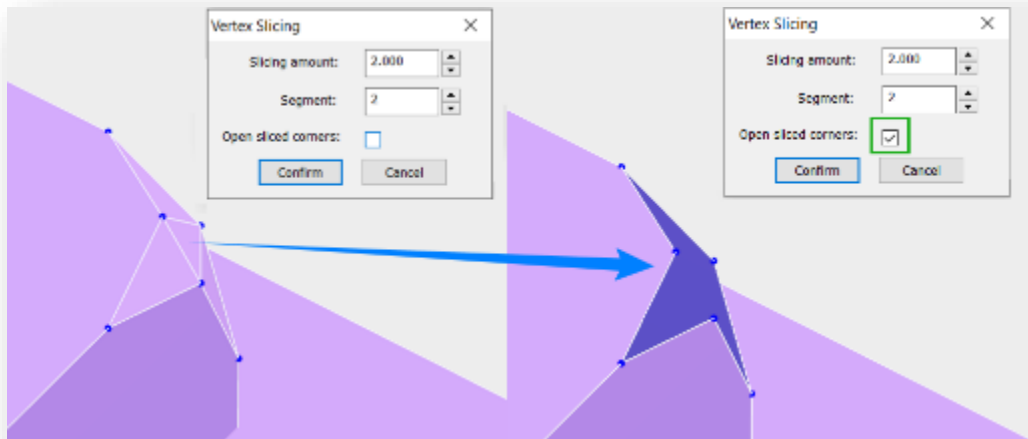 Vertex Slicing
Slicing amount: 2.000
Segment: 2
Open sliced corners:
Confirm Cancel
Vertex Slicing
Slicing amount: 2.000
Segment: 2
Open sliced corners:
Confirm Cancel